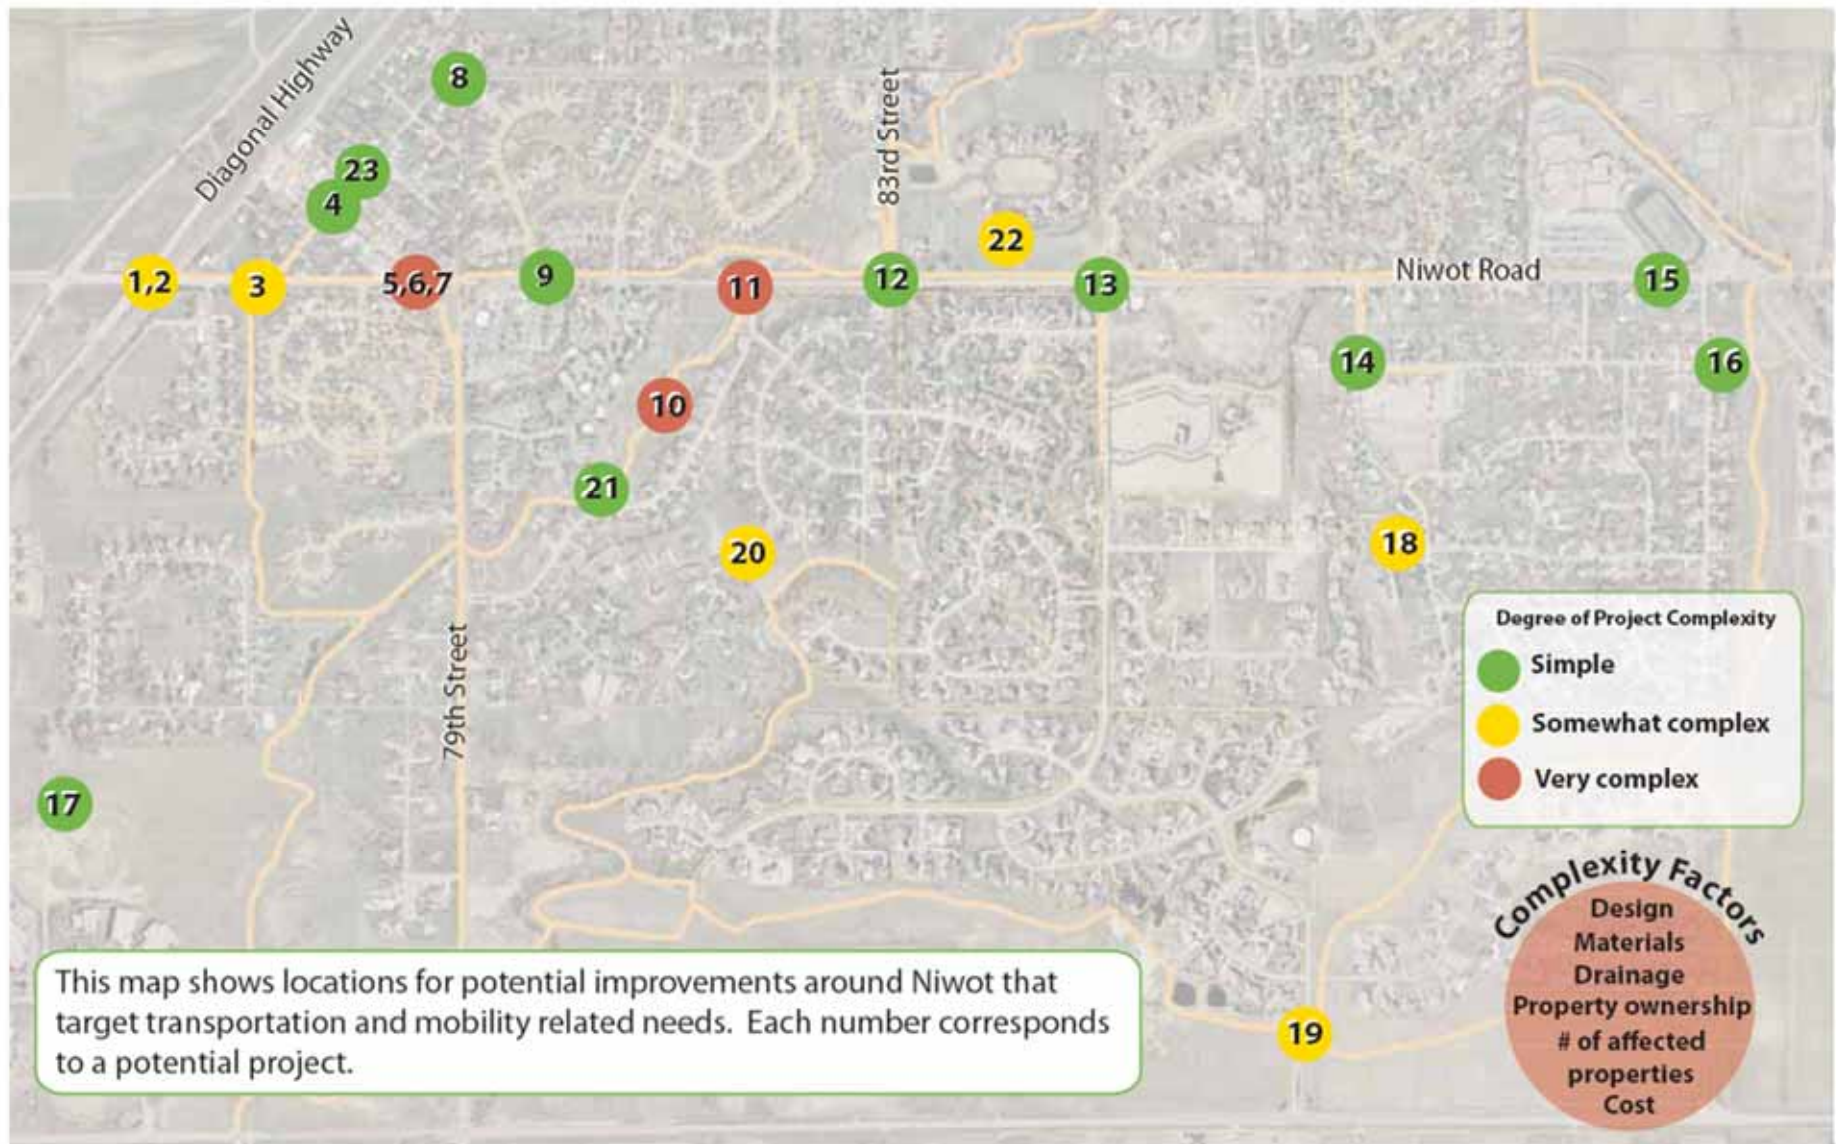 Diagonal Highway
8
83rd Street
23
4
22
1,2
3
5,6,7
9
11
12
13
Niwot Road
15
14
16
10
21
20
18
Degree of Project Complexity
Simple
Somewhat complex
Very complex
79th Street
17
Complexity Factors
Design
Materials
Drainage
Property ownership
# of affected
properties
Cost
This map shows locations for potential improvements around Niwot that
target transportation and mobility related needs.  Each number corresponds
to a potential project.
19